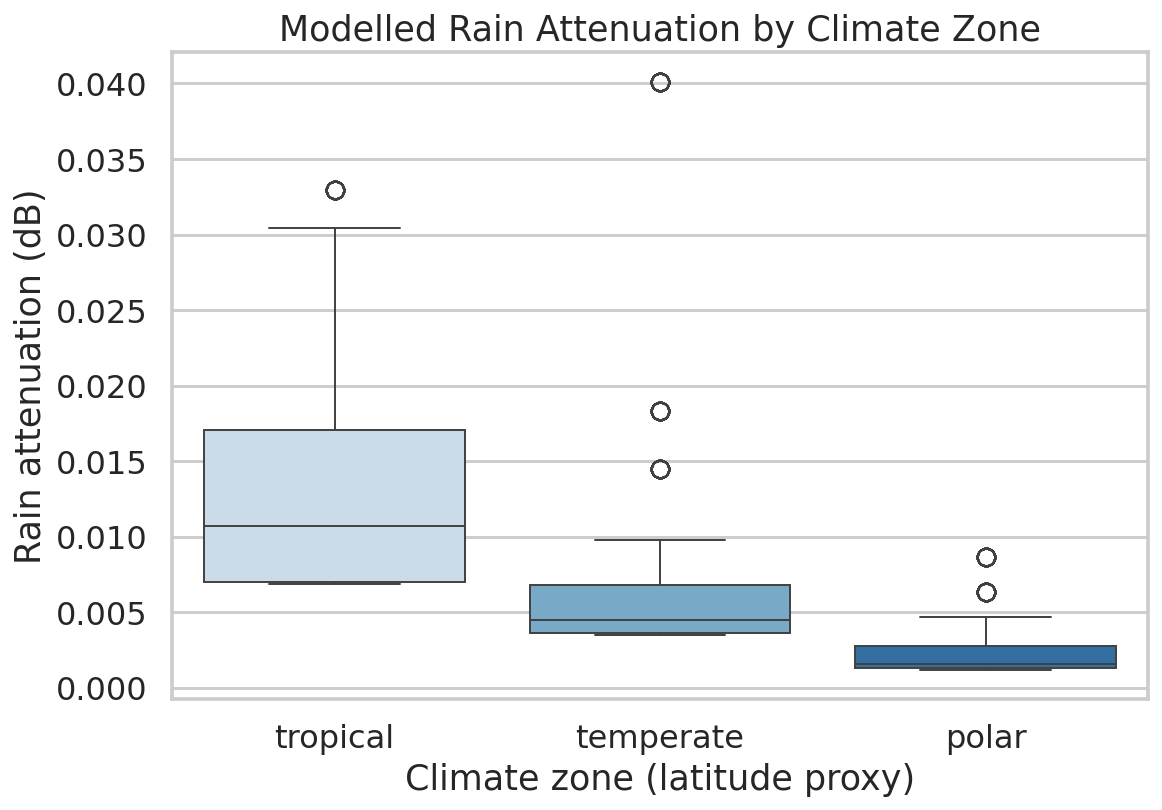 Modelled Rain Attenuation by Climate Zone
Rain attenuation (dB)
0.040
0.035
0.030
0.025
0.020
0.015
0.010
0.005
0.000
tropical temperate polar
Climate zone (latitude proxy)